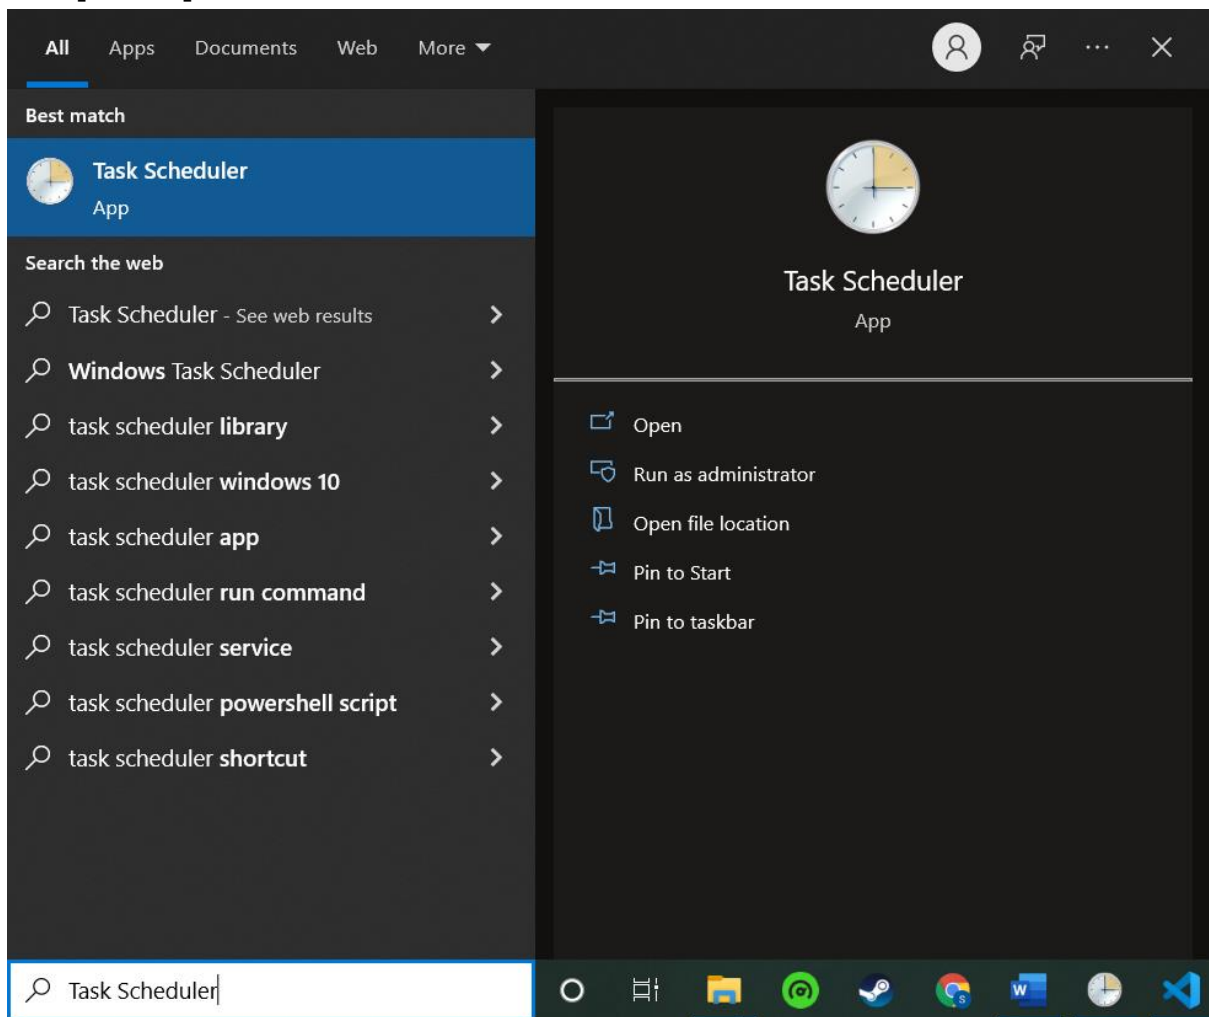 All Apps Documents Web More
Best match
Task Scheduler
App
Search the web
Task Scheduler - See web results
Windows Task Scheduler
task scheduler library
task scheduler windows 10
task scheduler app
task scheduler run command
task scheduler service
task scheduler powershell script
task scheduler shortcut
Task Scheduler
App
Open
Run as administrator
Open file location
Pin to Start
Pin to taskbar
Task Scheduler
W
S